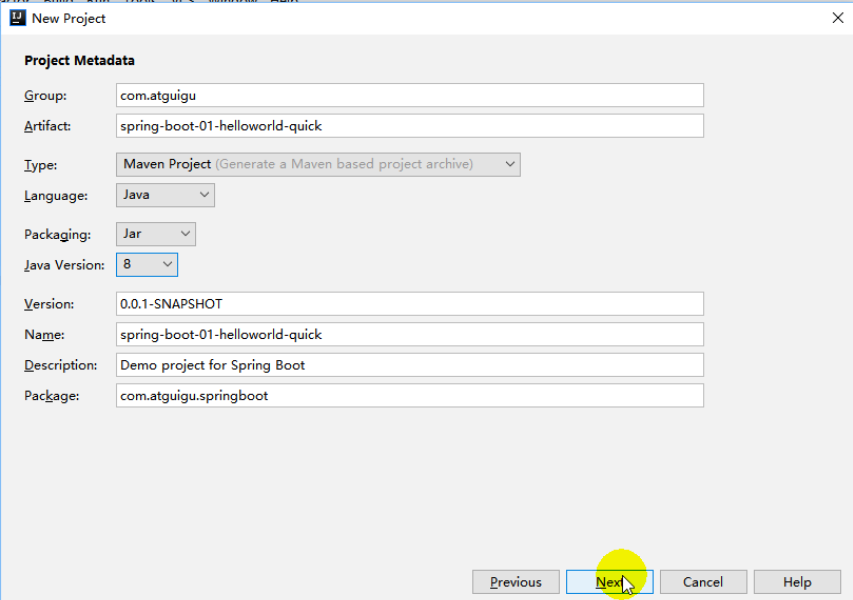 New Project
Project Metadata
Group: com.atguigu
Artifact: spring-boot-01-helloworld-quick
Type: Maven Project (Generate a Maven based project archive)
Language: Java
Packaging: Jar
Java Version: 8
Version: 0.0.1-SNAPSHOT
Name: spring-boot-01-helloworld-quick
Description: Demo project for Spring Boot
Package: com.atguigu.springboot
Previous Next Cancel Help